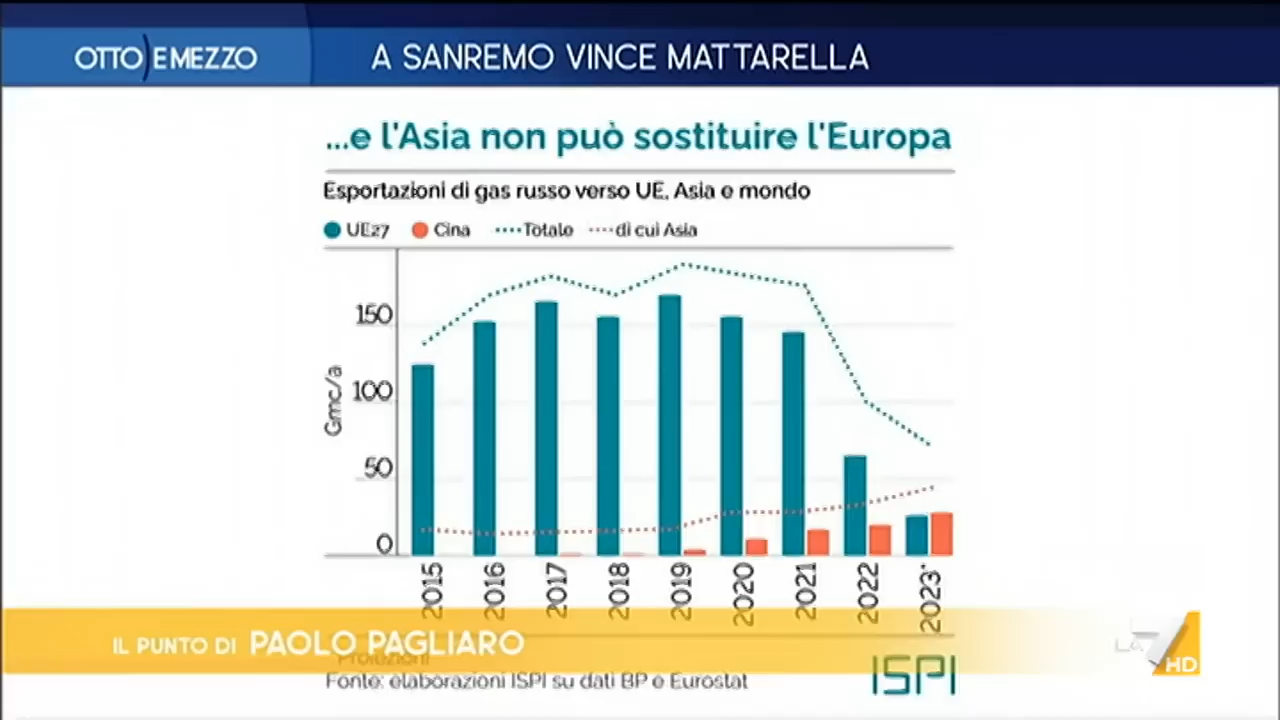 OTTO E MEZZO
A SANREMO VINCE MATTARELLA
...e l'Asia non può sostituire l'Europa
Esportazioni di gas russo verso UE, Asia e mondo
UE27 Cina Totale di cui Asia
Gmc/a
150
100
50
0
2015 2016 2017 2018 2019 2020 2021 2022 2023*
IL PUNTO DI PAOLO PAGLIARO
LA 7 HD
Proiezioni
Fonte: elaborazioni ISPI su dati BP e Eurostat
ISPI